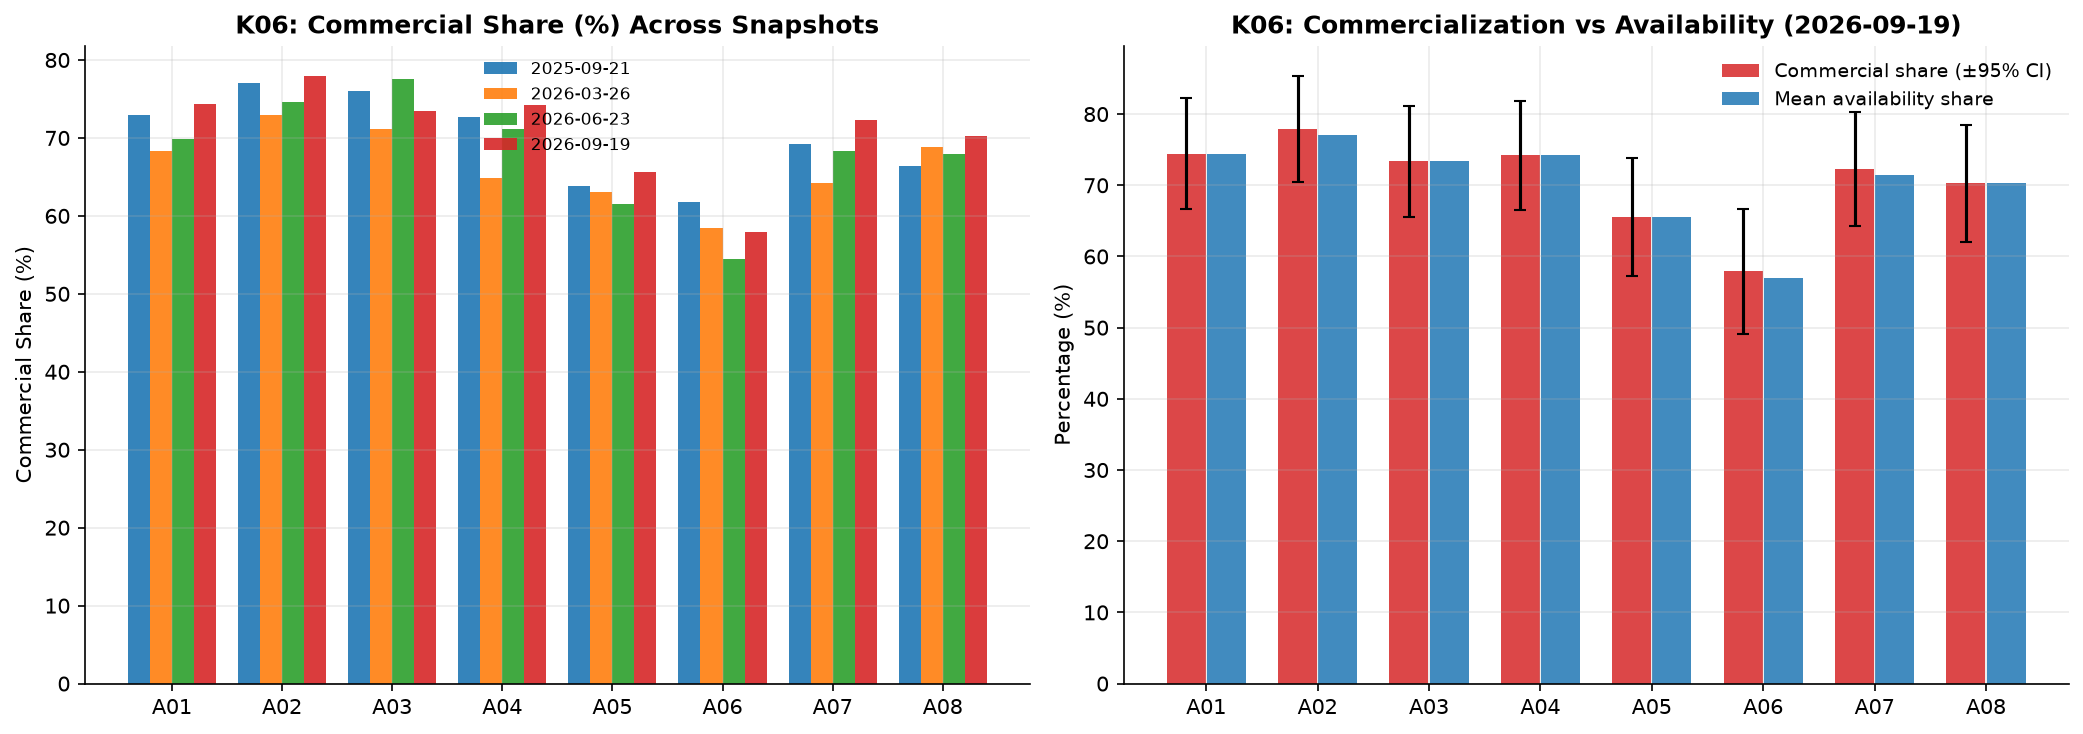 K06: Commercial Share (%) Across Snapshots
2025-09-21
2026-03-26
2026-06-23
2026-09-19
Commercial Share (%)
80
70
60
50
40
30
20
10
0
A01 A02 A03 A04 A05 A06 A07 A08
K06: Commercialization vs Availability (2026-09-19)
Commercial share (±95% CI)
Mean availability share
Percentage (%)
80
70
60
50
40
30
20
10
0
A01 A02 A03 A04 A05 A06 A07 A08